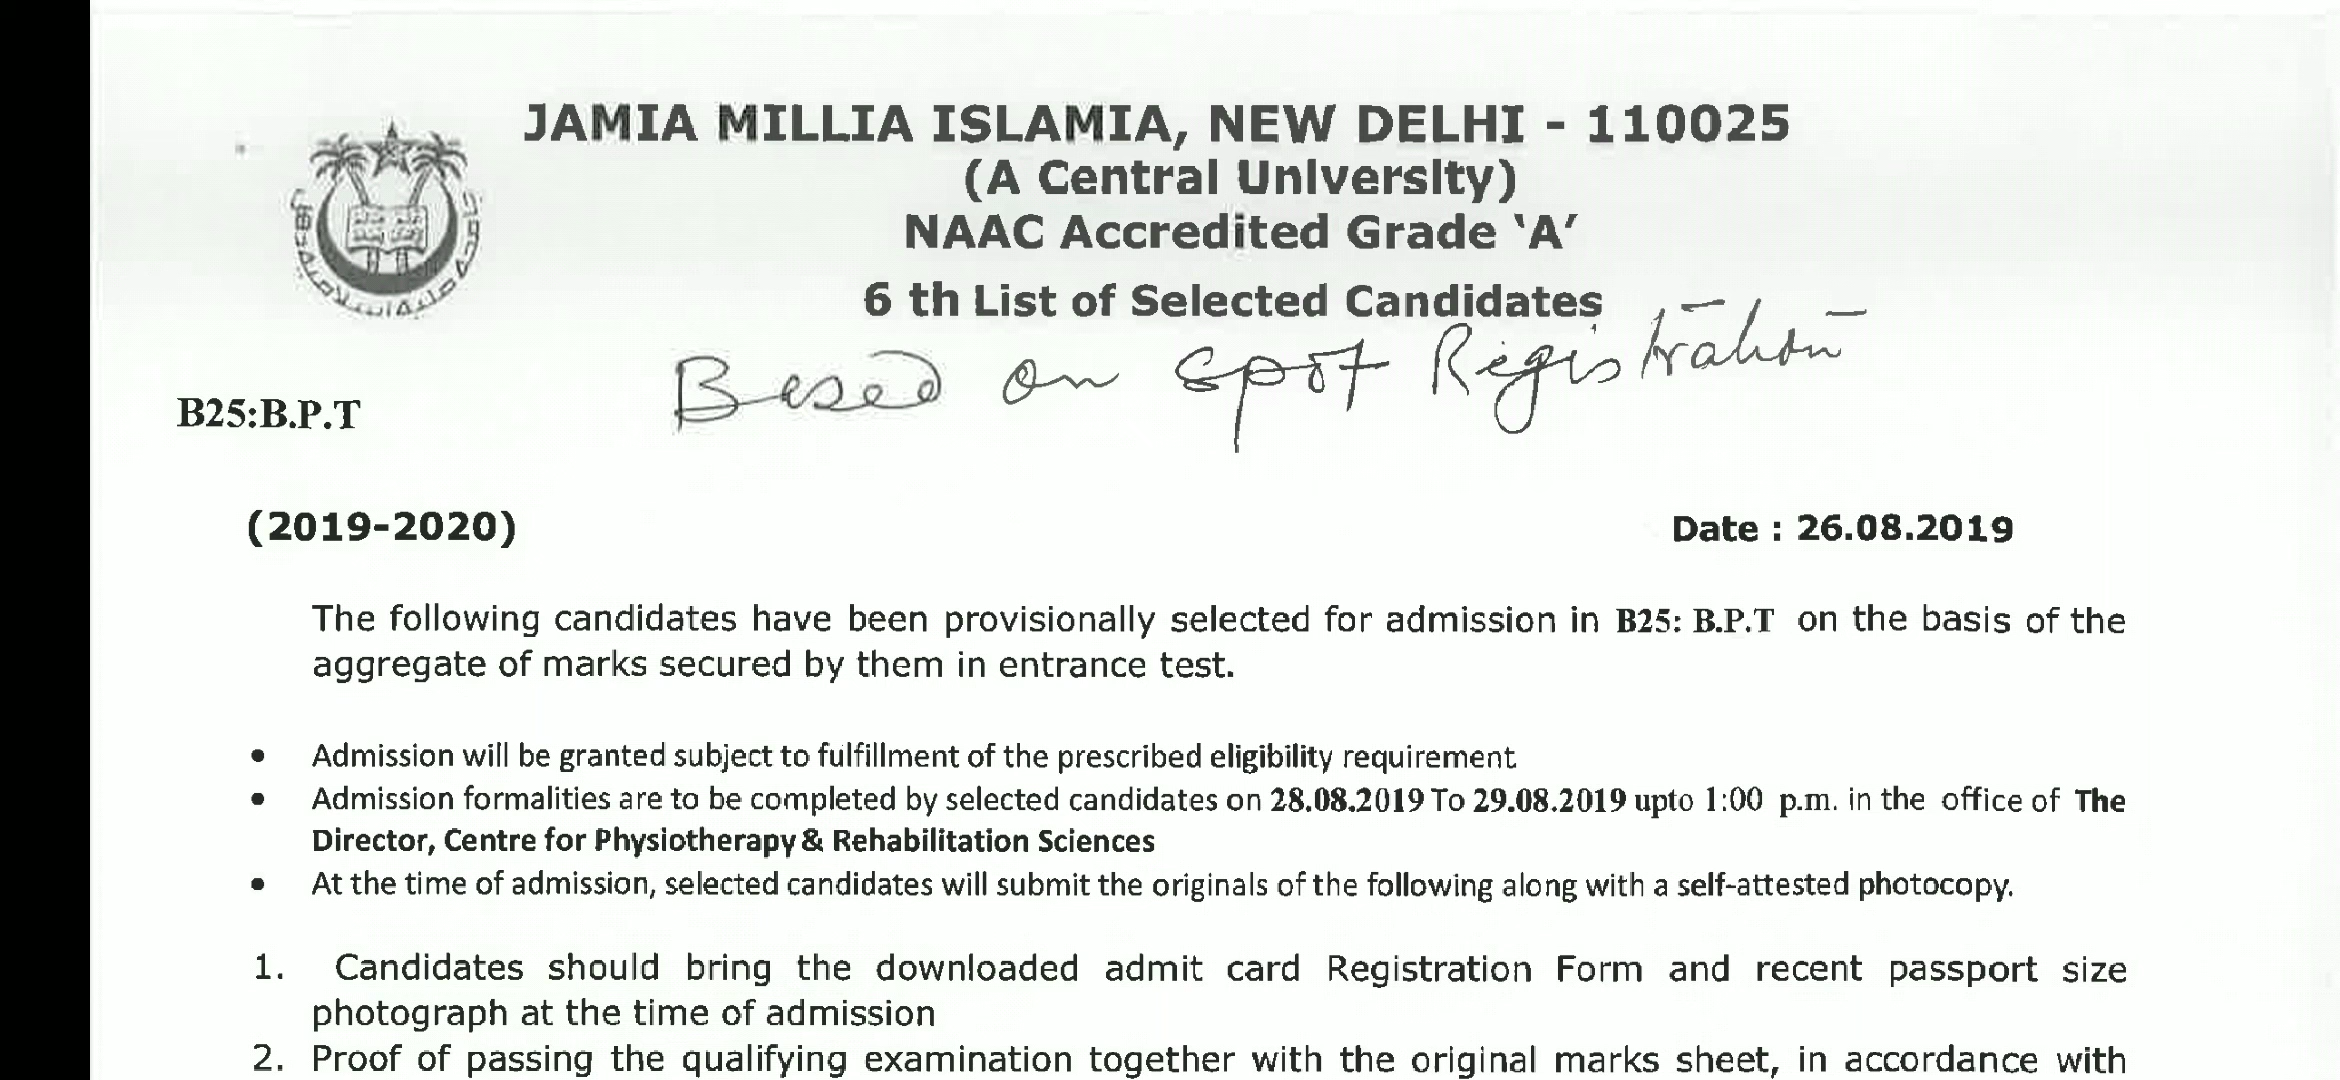 JAMIA MILLIA ISLAMIA, NEW DELHI - 110025
(A Central University)
NAAC Accredited Grade ‘A’
6 th List of Selected Candidates
Based on spot Registration
B25:B.P.T
(2019-2020)
Date : 26.08.2019
The following candidates have been provisionally selected for admission in B25: B.P.T on the basis of the
aggregate of marks secured by them in entrance test.
• Admission will be granted subject to fulfillment of the prescribed eligibility requirement
• Admission formalities are to be completed by selected candidates on 28.08.2019 To 29.08.2019 upto 1:00 p.m. in the office of The
Director, Centre for Physiotherapy & Rehabilitation Sciences
• At the time of admission, selected candidates will submit the originals of the following along with a self-attested photocopy.
1. Candidates should bring the downloaded admit card Registration Form and recent passport size
photograph at the time of admission
2. Proof of passing the qualifying examination together with the original marks sheet, in accordance with